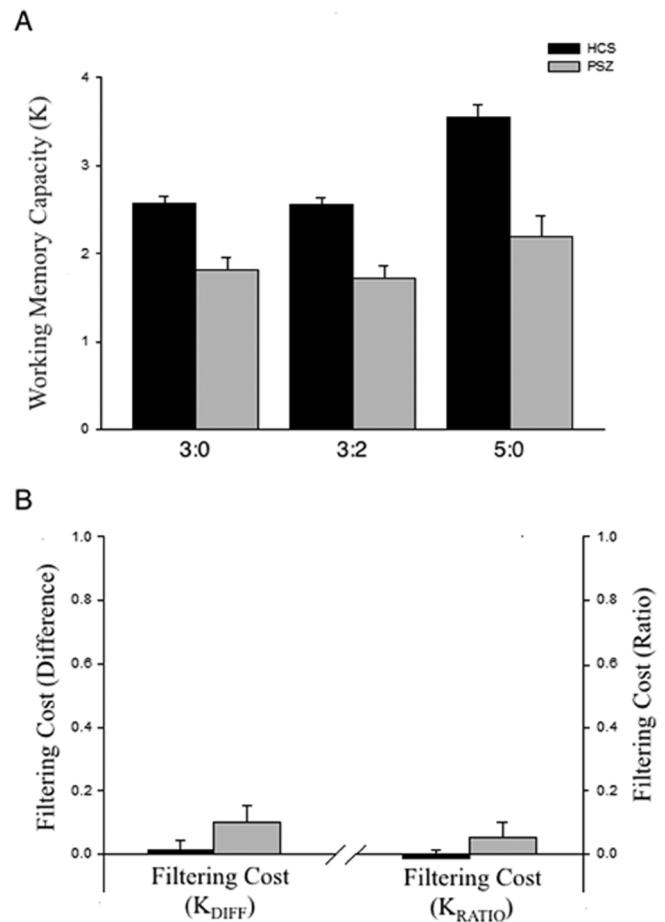 A
HCS
PSZ
Working Memory Capacity (K)
4
3
2
1
0
3:0
3:2
5:0
B
Filtering Cost (Difference)
1.0
0.8
0.6
0.4
0.2
0.0
Filtering Cost
(KDIFF)
Filtering Cost
(KRATIO)
1.0
0.8
0.6
0.4
0.2
0.0
Filtering Cost (Ratio)